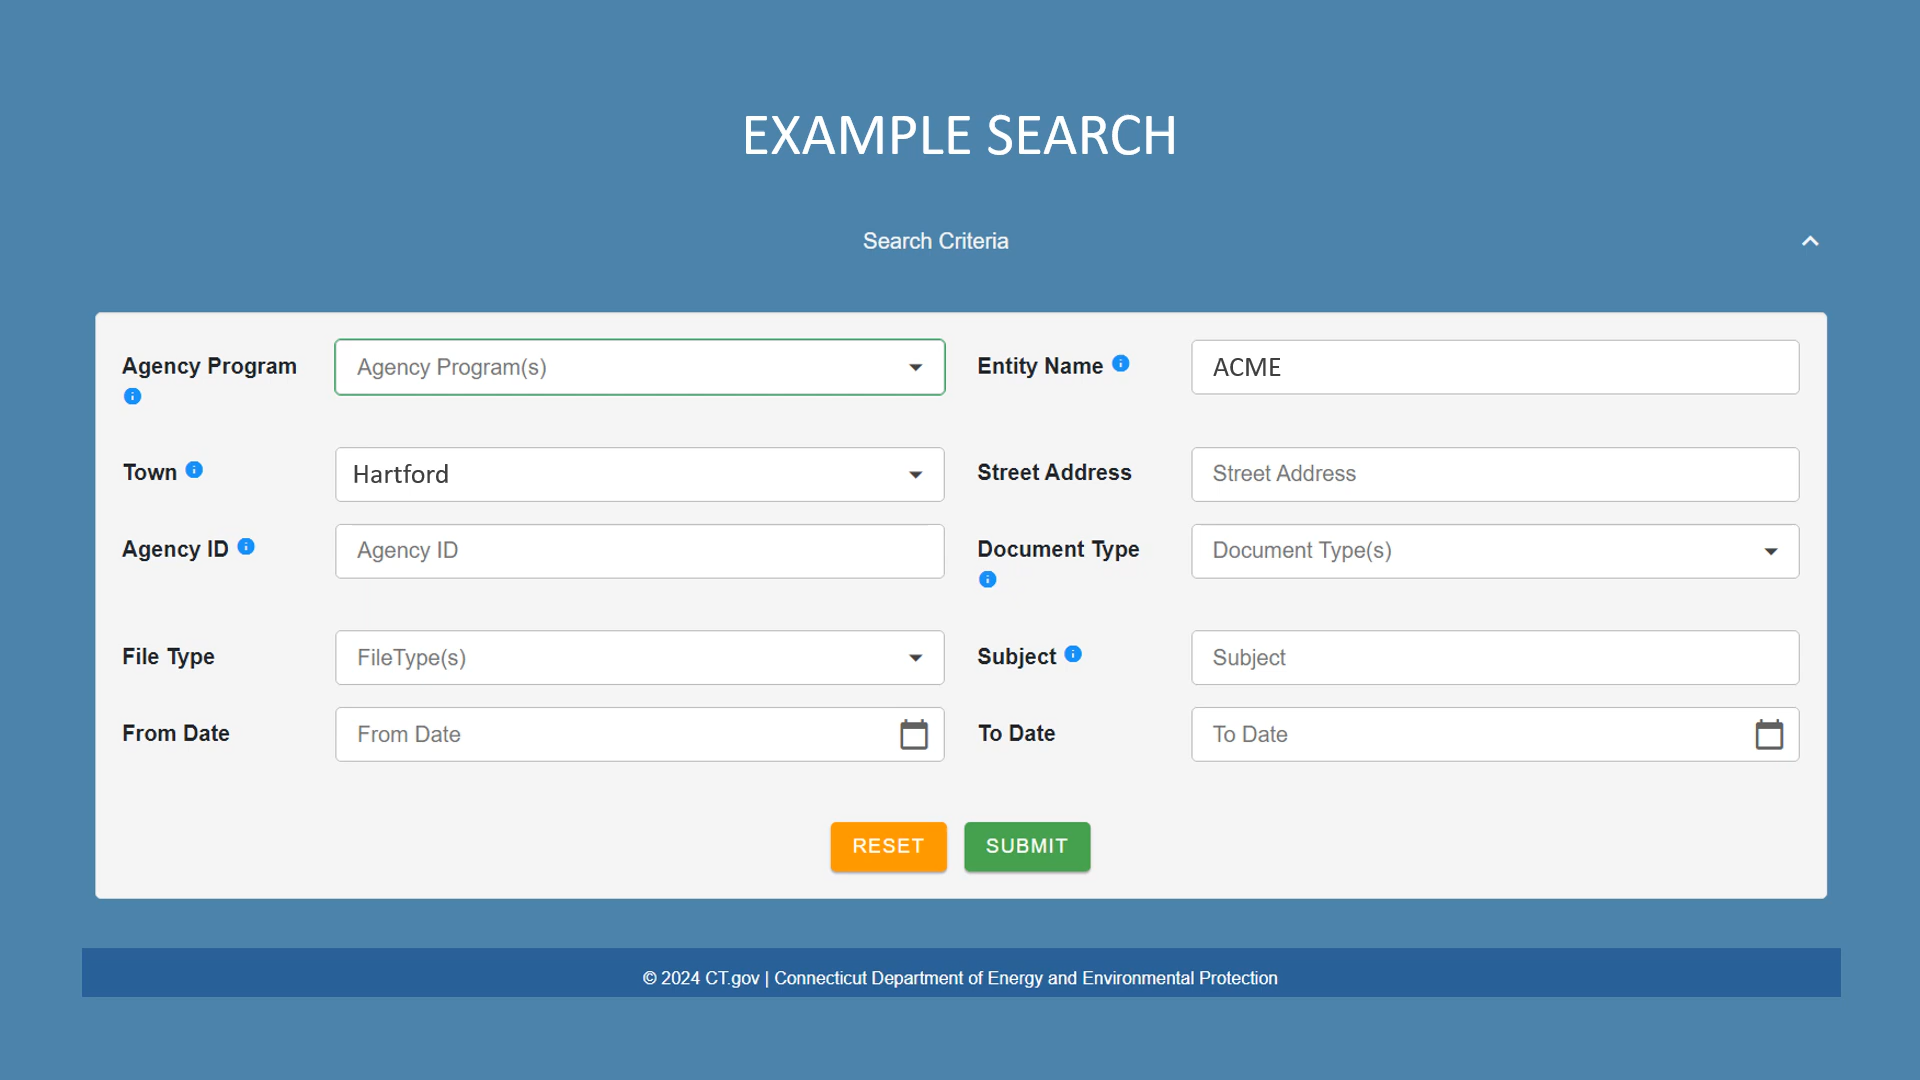 EXAMPLE SEARCH
Search Criteria
Agency Program
Agency Program(s)
Entity Name
ACME
Town
Hartford
Street Address
Street Address
Agency ID
Agency ID
Document Type
Document Type(s)
File Type
FileType(s)
Subject
Subject
From Date
From Date
To Date
To Date
RESET
SUBMIT
© 2024 CT.gov | Connecticut Department of Energy and Environmental Protection